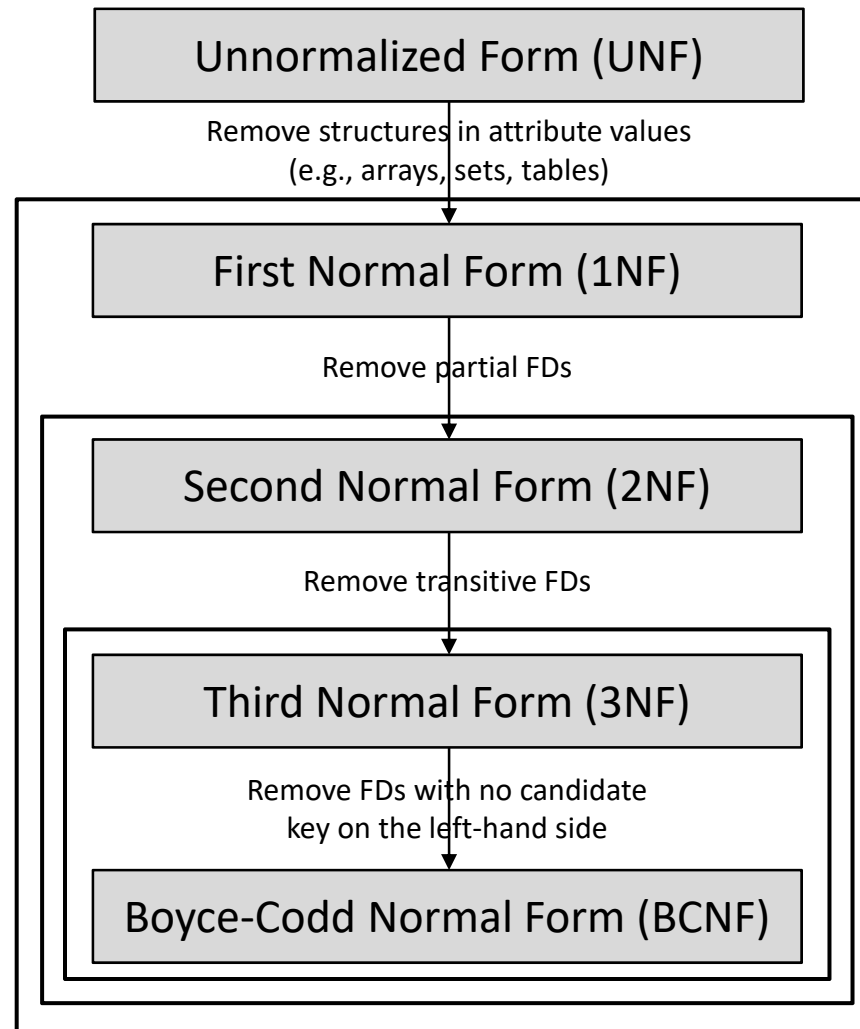 Unnormalized Form (UNF)
Remove structures in attribute values
(e.g., arrays, sets, tables)
First Normal Form (1NF)
Remove partial FDs
Second Normal Form (2NF)
Remove transitive FDs
Third Normal Form (3NF)
Remove FDs with no candidate
key on the left-hand side
Boyce-Codd Normal Form (BCNF)